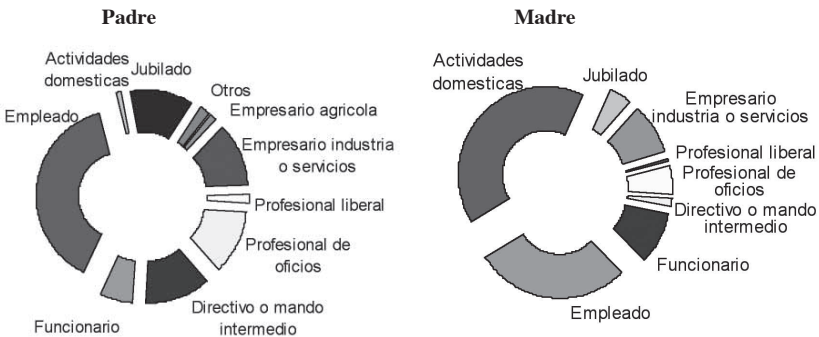 Padre
Actividades
domesticas
Jubilado
Otros
Empresario agricola
Empleado
Empresario industria
o servicios
Profesional liberal
Profesional de
oficios
Directivo o mando
intermedio
Funcionario
Madre
Actividades
domesticas
Jubilado
Empresario
industria o servicios
Profesional liberal
Profesional de
oficios
Directivo o mando
intermedio
Funcionario
Empleado